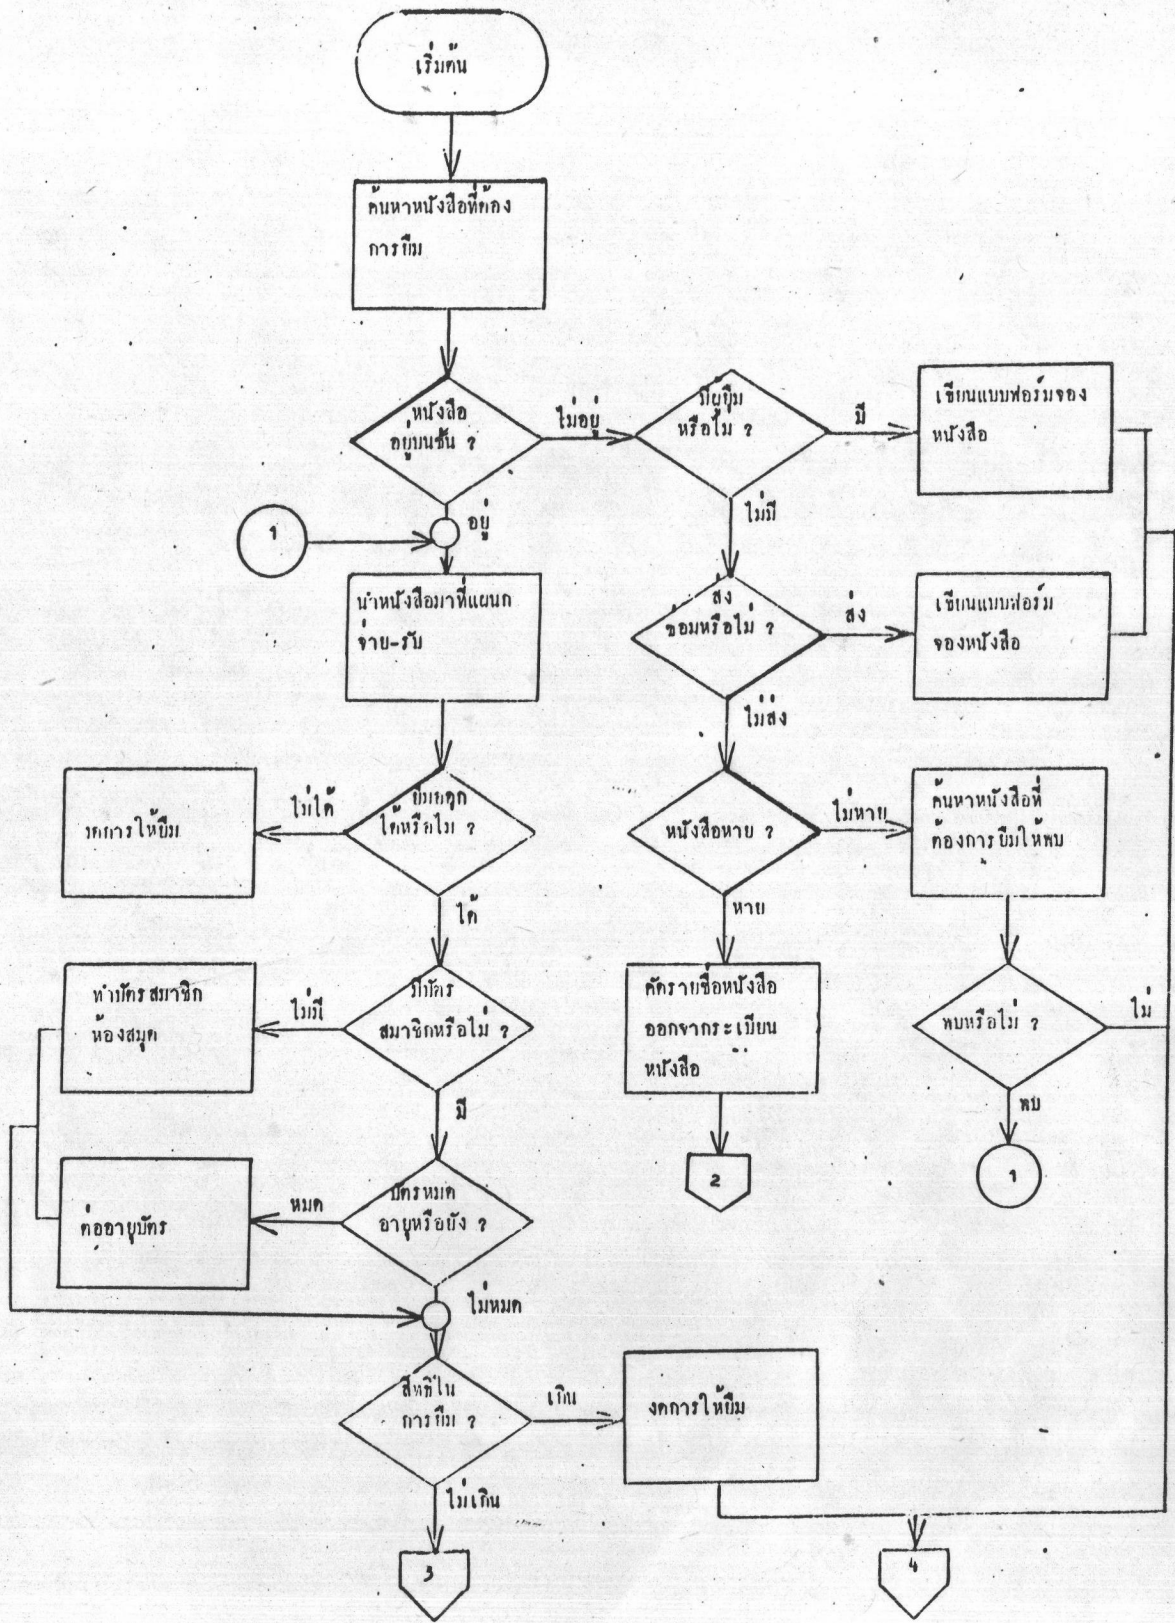 เริ่มต้น
ค้นหาหนังสือที่ต้อง
การยืม
หนังสือ
อยู่บนชั้น ?
ไม่อยู่
มีผู้ยืม
หรือไม่ ?
มี
เขียนแบบฟอร์มจอง
หนังสือ
อยู่
1
ไม่มี
นำหนังสือมาที่แผนก
จ่าย-รับ
ส่ง
ซ่อมหรือไม่ ?
ส่ง
เขียนแบบฟอร์ม
จองหนังสือ
ไม่ส่ง
งดการให้ยืม
ไม่ได้
ยืมออก
ได้หรือไม่ ?
หนังสือหาย ?
ไม่หาย
ค้นหาหนังสือที่
ต้องการยืมให้พบ
ได้
หาย
ทำบัตรสมาชิก
ห้องสมุด
ไม่มี
มีบัตร
สมาชิกหรือไม่ ?
คัดรายชื่อหนังสือ
ออกจากระเบียน
หนังสือ
พบหรือไม่ ?
ไม่
มี
พบ
ต่ออายุบัตร
หมด
บัตรหมด
อายุหรือยัง ?
2
1
ไม่หมด
สิทธิใน
การยืม ?
เกิน
งดการให้ยืม
ไม่เกิน
3
4